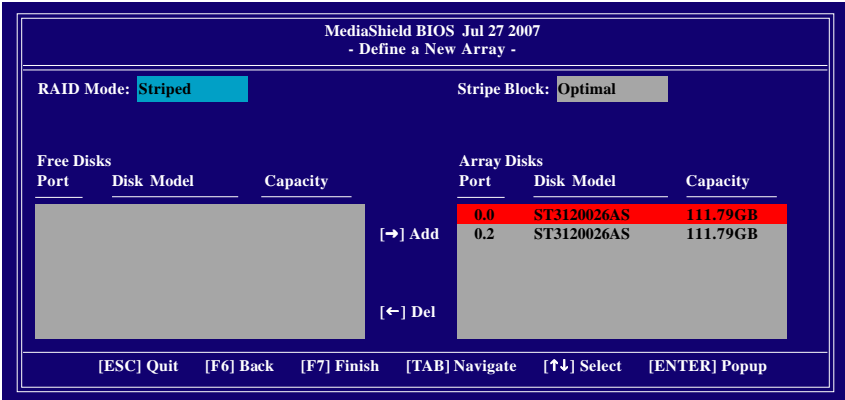 MediaShield BIOS Jul 27 2007
- Define a New Array -
RAID Mode: Striped Stripe Block: Optimal
Free Disks Array Disks
Port Disk Model Capacity Port Disk Model Capacity
0.0 ST3120026AS 111.79GB
[→] Add 0.2 ST3120026AS 111.79GB
[←] Del
[ESC] Quit [F6] Back [F7] Finish [TAB] Navigate [↑↓] Select [ENTER] Popup